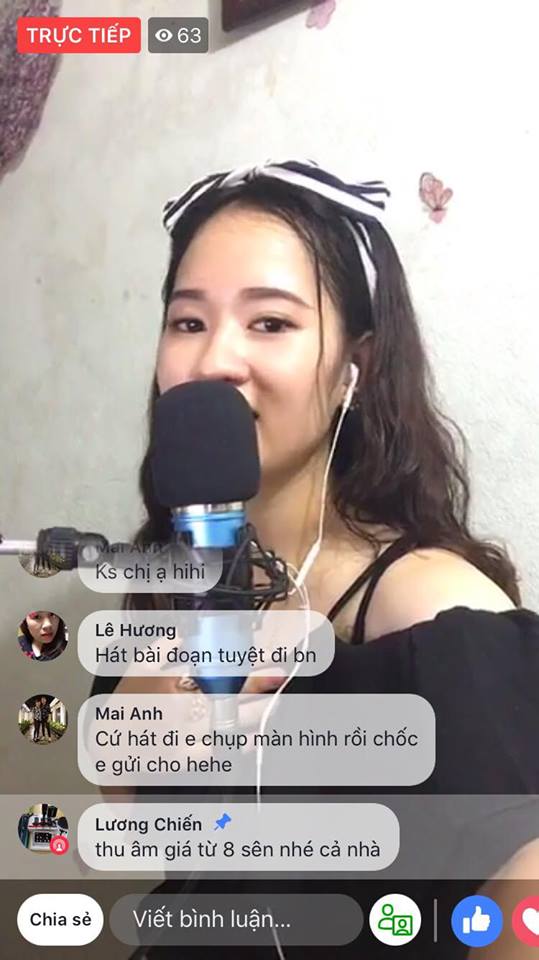 TRỰC TIẾP 63
Mai Anh
Ks chị ạ hihi
Lê Hương
Hát bài đoạn tuyệt đi bn
Mai Anh
Cứ hát đi e chụp màn hình rồi chốc
e gửi cho hehe
Lương Chiến
thu âm giá từ 8 sên nhé cả nhà
Chia sẻ
Viết bình luận...